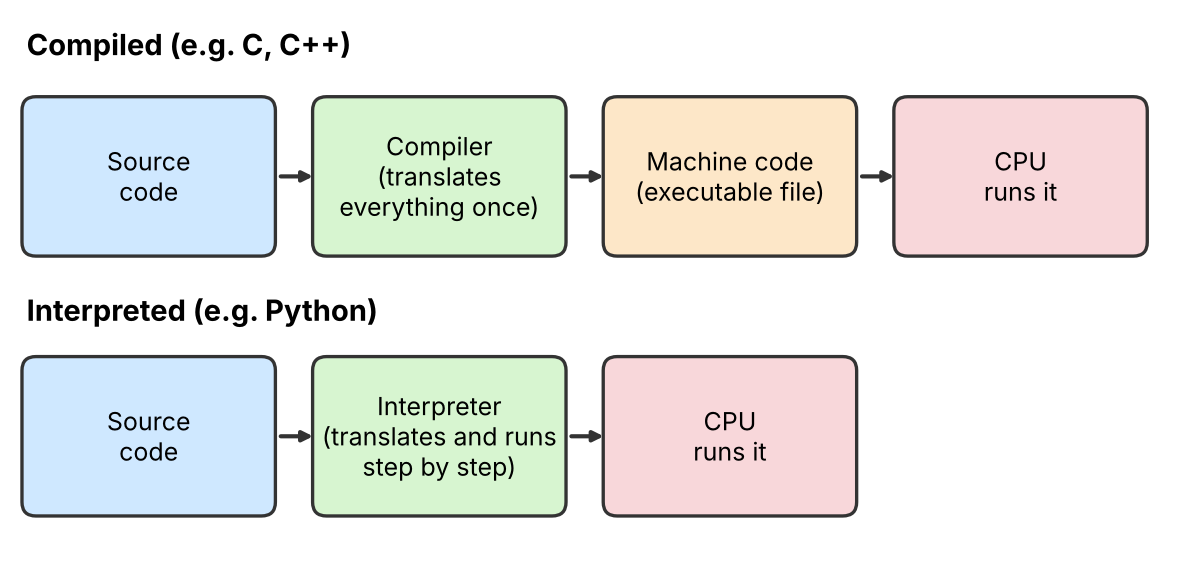 Compiled (e.g. C, C++)
Source
code
Compiler
(translates
everything once)
Machine code
(executable file)
CPU
runs it
Interpreted (e.g. Python)
Source
code
Interpreter
(translates and runs
step by step)
CPU
runs it